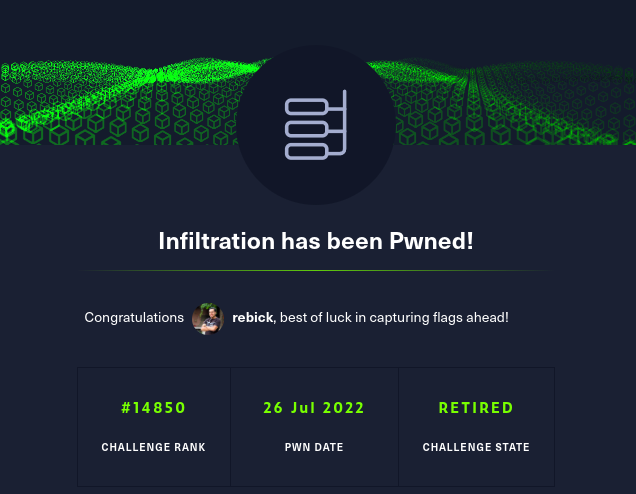 Infiltration has been Pwned!
Congratulations rebick, best of luck in capturing flags ahead!
#14850 26 Jul 2022 RETIRED
CHALLENGE RANK PWN DATE CHALLENGE STATE